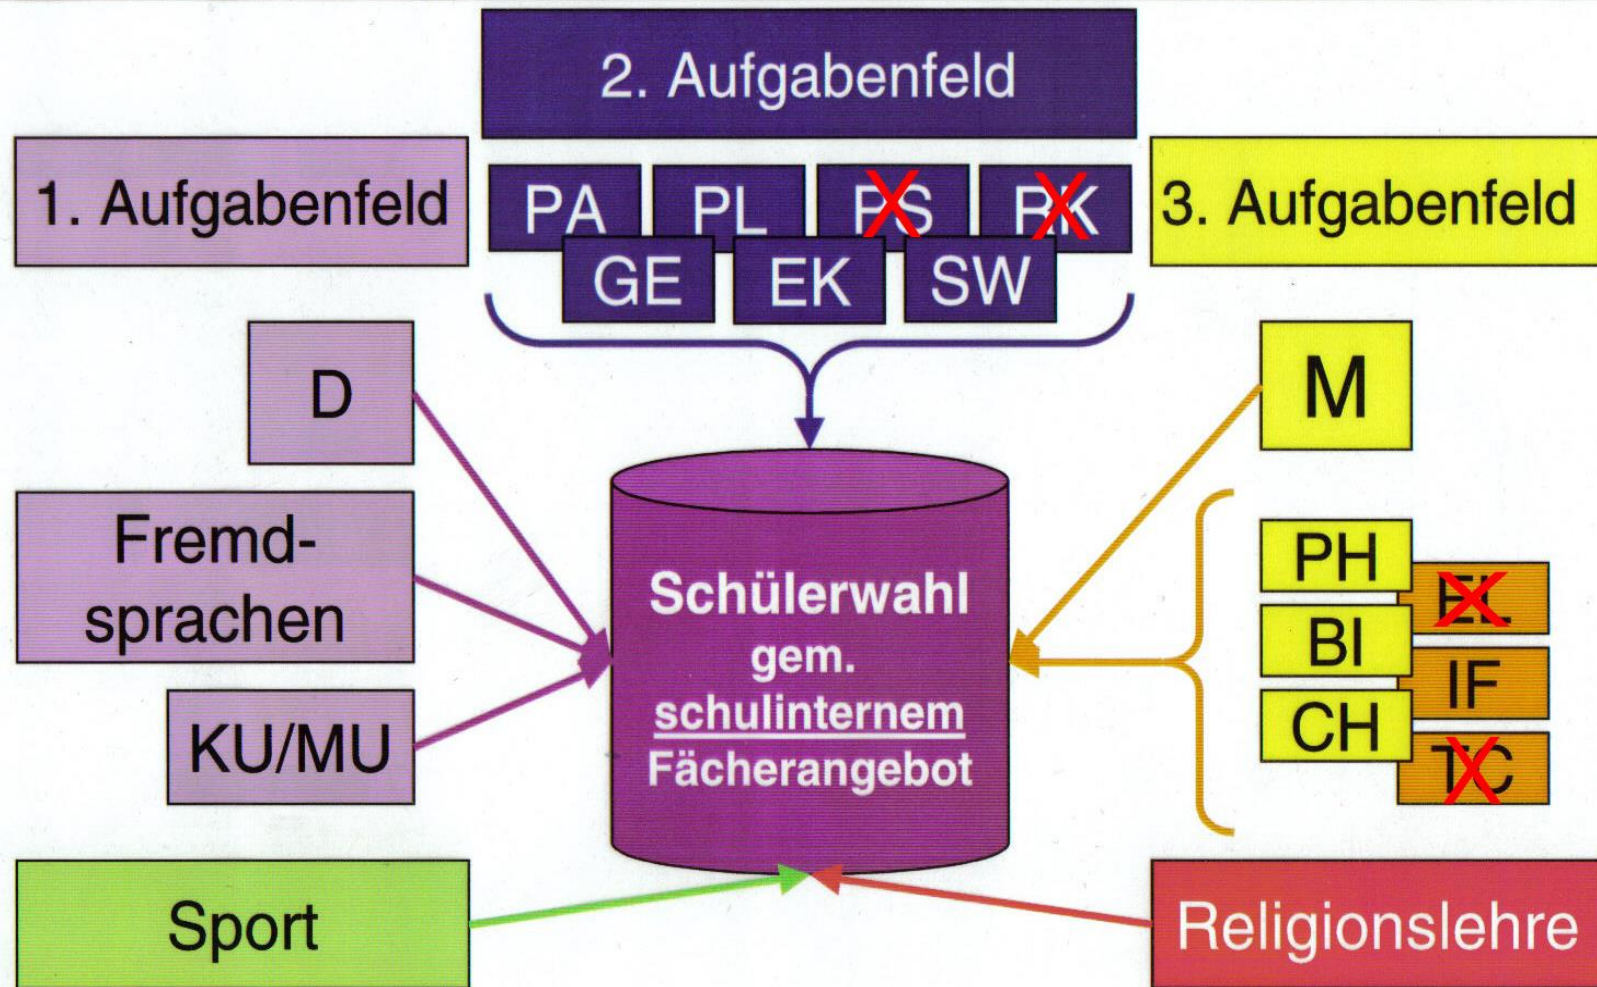 2. Aufgabenfeld
1. Aufgabenfeld
PA PL PS RK
3. Aufgabenfeld
GE EK SW
D
M
Fremd-
sprachen
PH
EL
BI
IF
CH
TC
KU/MU
Schülerwahl
gem.
schulinternem
Fächerangebot
Sport
Religionslehre